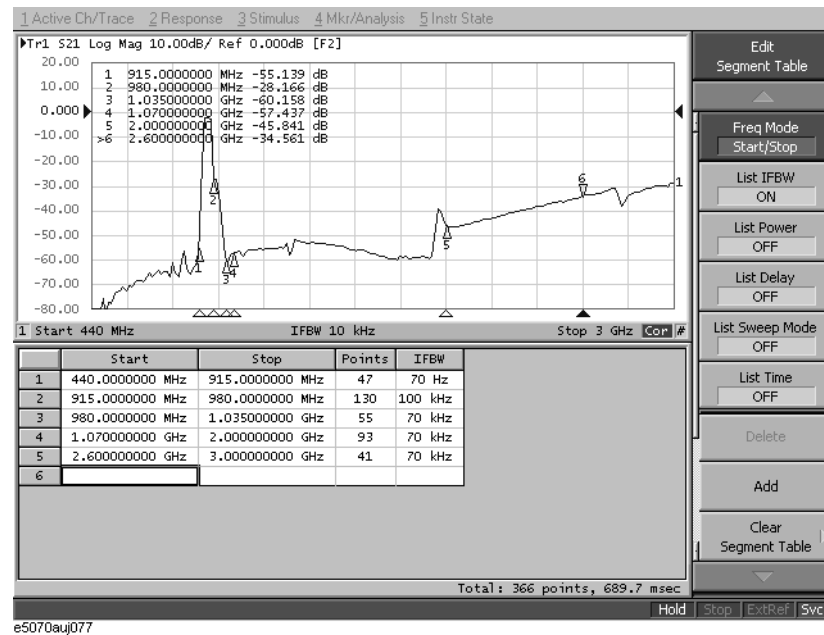 1 Active Ch/Trace 2 Response 3 Stimulus 4 Mkr/Analysis 5 Instr State
Tr1 S21 Log Mag 10.00dB/ Ref 0.000dB [F2]
20.00
10.00
0.000
-10.00
-20.00
-30.00
-40.00
-50.00
-60.00
-70.00
-80.00
1 915.0000000 MHz -55.139 dB
2 980.0000000 MHz -28.166 dB
3 1.035000000 GHz -60.158 dB
4 1.070000000 GHz -57.437 dB
5 2.000000000 GHz -45.841 dB
>6 2.600000000 GHz -34.561 dB
1
2
3
4
5
6
1
1 Start 440 MHz IFBW 10 kHz Stop 3 GHz Cor #
Start Stop Points IFBW
1 440.0000000 MHz 915.0000000 MHz 47 70 Hz
2 915.0000000 MHz 980.0000000 MHz 130 100 kHz
3 980.0000000 MHz 1.035000000 GHz 55 70 kHz
4 1.070000000 GHz 2.000000000 GHz 93 70 kHz
5 2.600000000 GHz 3.000000000 GHz 41 70 kHz
6
Total: 366 points, 689.7 msec
Edit
Segment Table
Freq Mode
Start/Stop
List IFBW
ON
List Power
OFF
List Delay
OFF
List Sweep Mode
OFF
List Time
OFF
Delete
Add
Clear
Segment Table
Hold Stop ExtRef Svc
e5070auj077